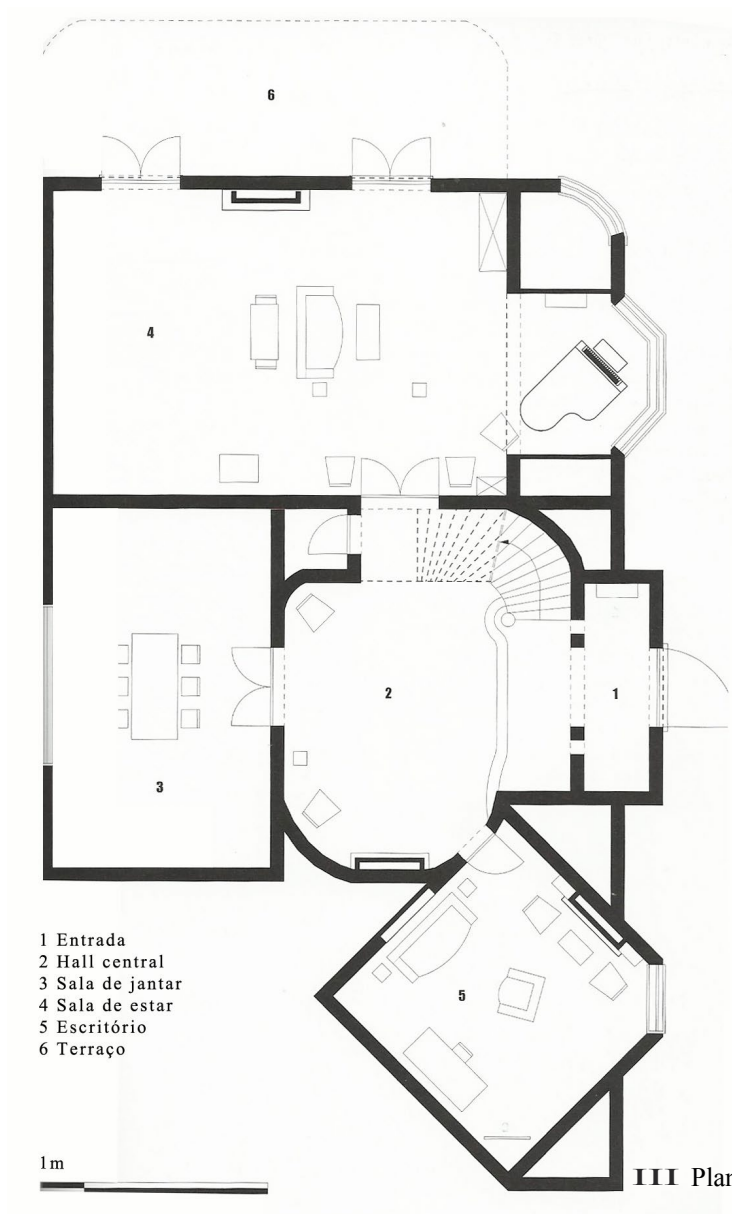 6
4
2
1
3
1 Entrada
2 Hall central
3 Sala de jantar
4 Sala de estar
5 Escritório
6 Terraço
5
1m
III Plan